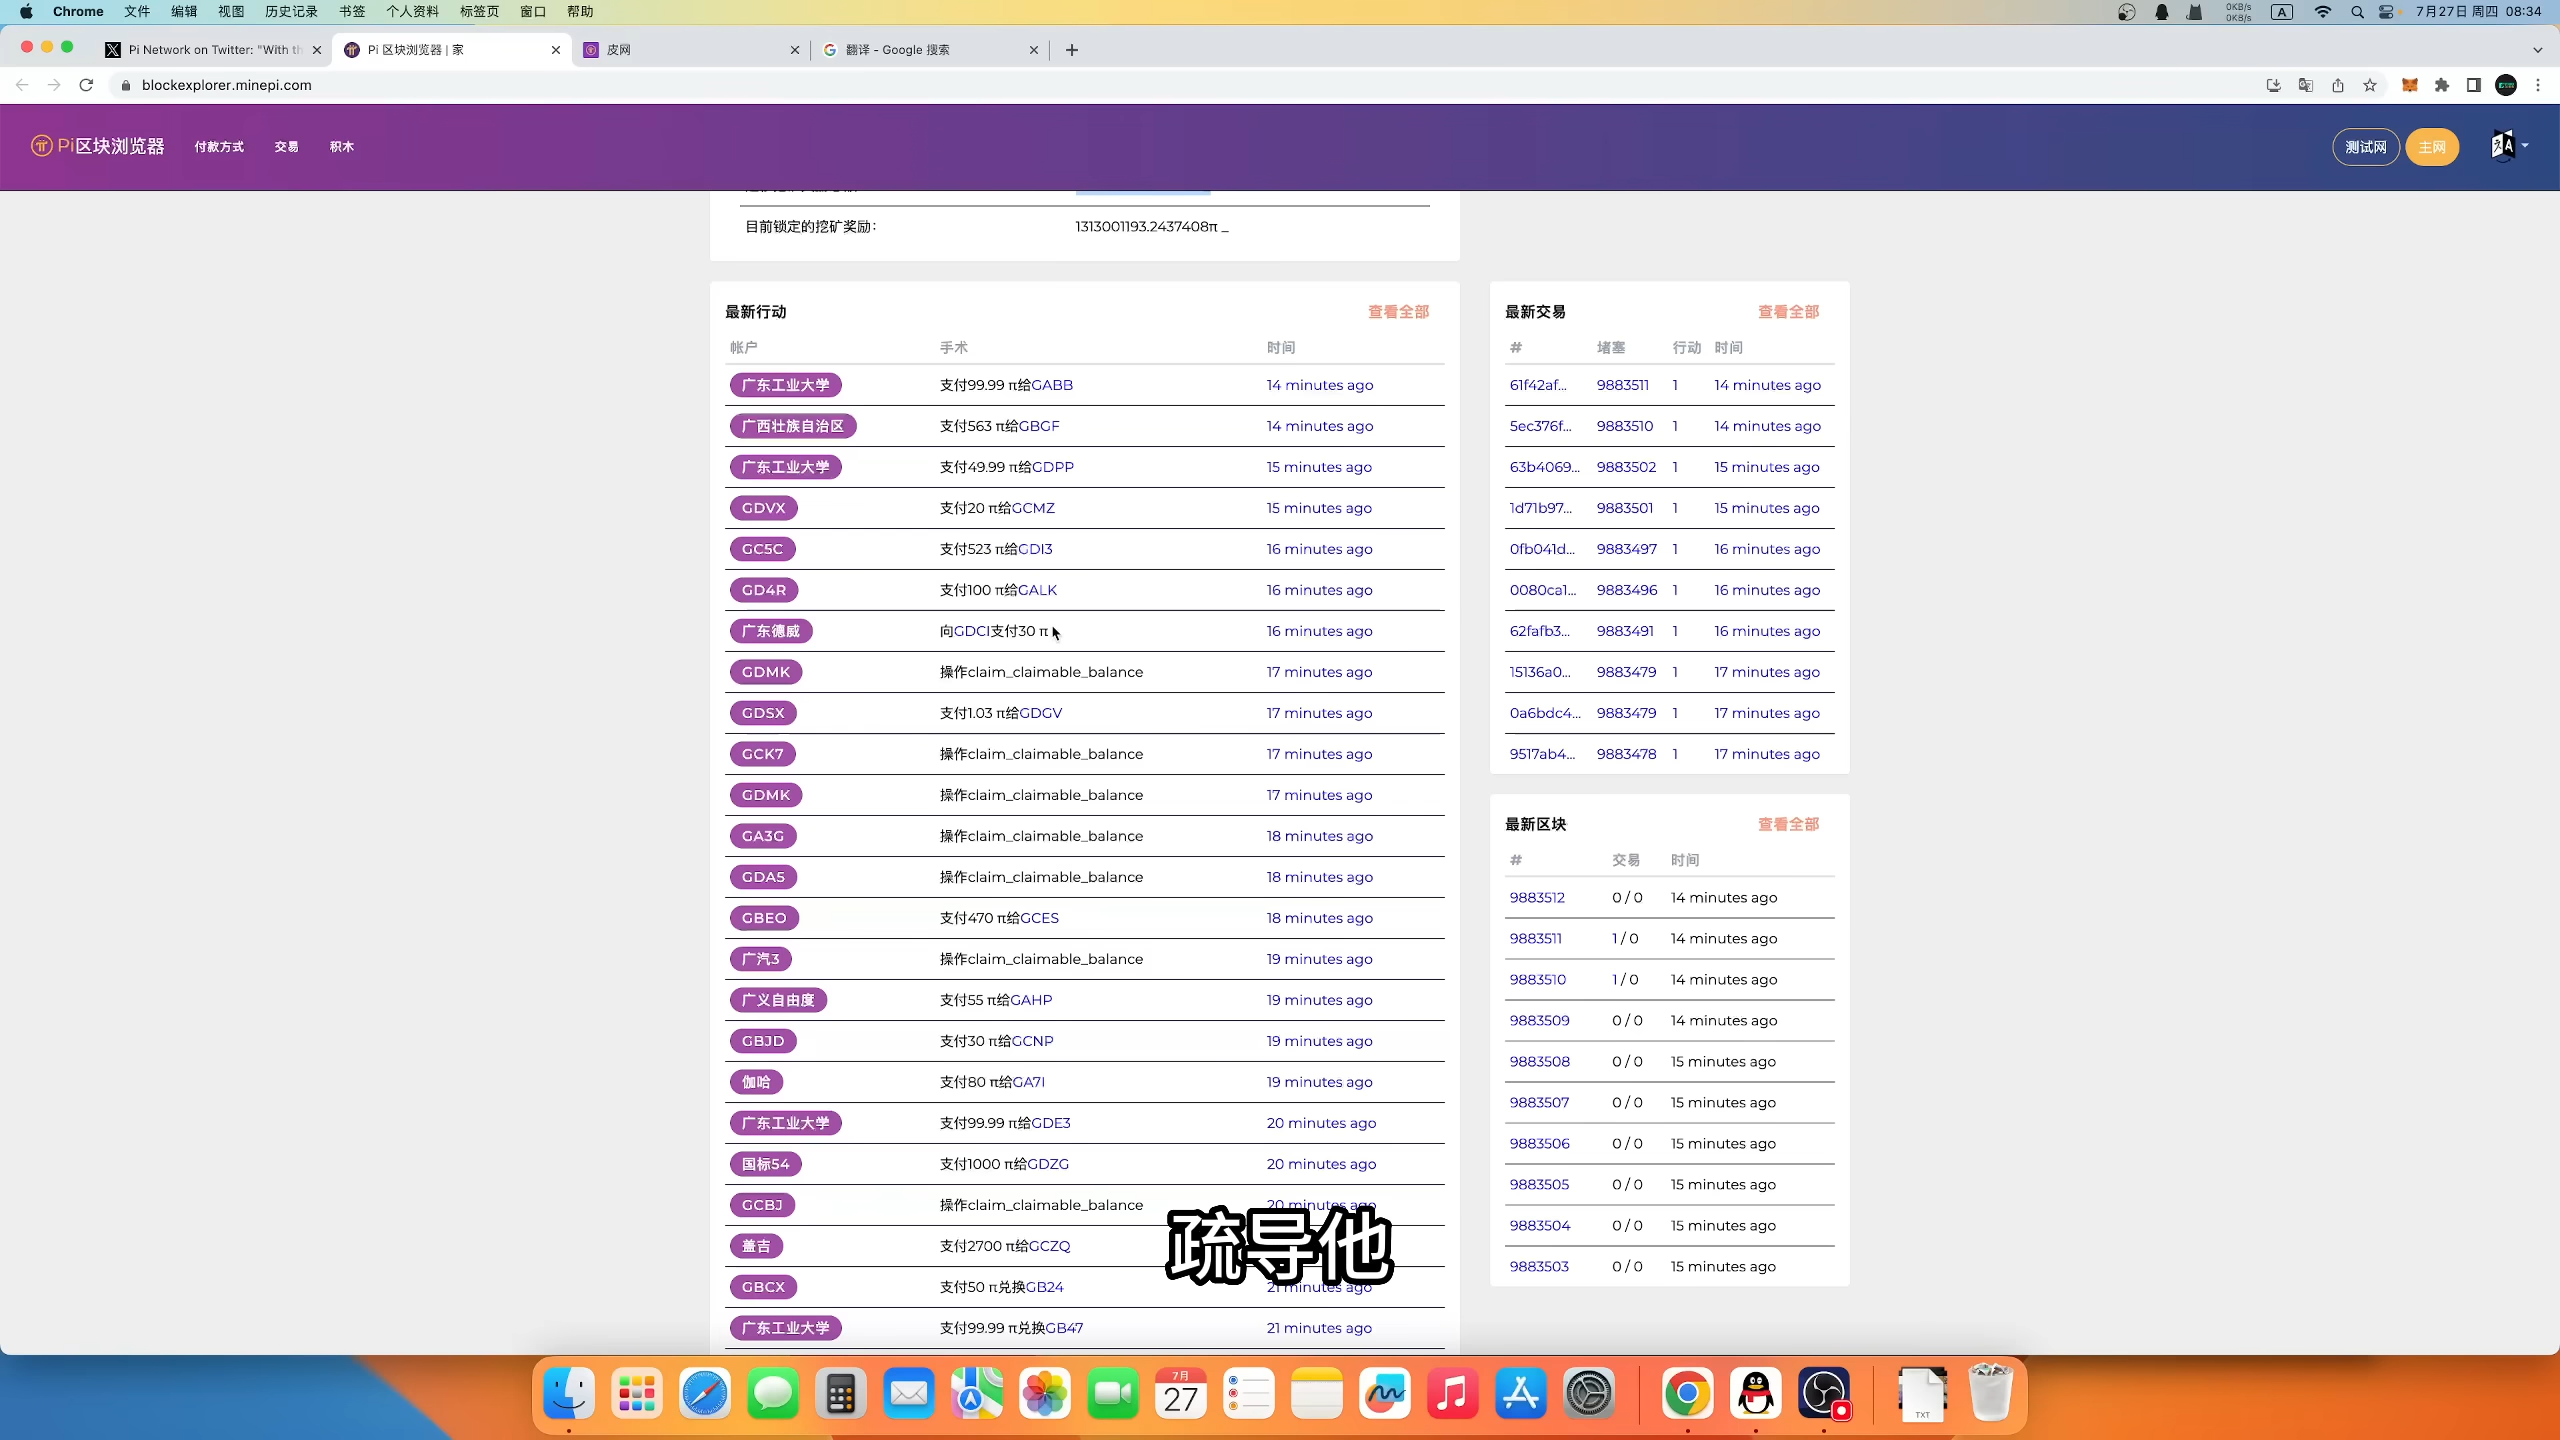 Chrome 文件 编辑 视图 历史记录 书签 个人资料 标签页 窗口 帮助
0KB/s
0KB/s
A
7月27日 周四 08:34
Pi Network on Twitter: "With th
Pi 区块浏览器 | 家
皮网
翻译 - Google 搜索
blockexplorer.minepi.com
Pi区块浏览器 付款方式 交易 积木 测试网 主网
目前锁定的挖矿奖励: 1313001193.2437408π _
最新行动 查看全部
帐户 手术 时间
广东工业大学 支付99.99 π给GABB 14 minutes ago
广西壮族自治区 支付563 π给GBGF 14 minutes ago
广东工业大学 支付49.99 π给GDPP 15 minutes ago
GDVX 支付20 π给GCMZ 15 minutes ago
GC5C 支付523 π给GDI3 16 minutes ago
GD4R 支付100 π给GALK 16 minutes ago
广东德威 向GDCI支付30 π 16 minutes ago
GDMK 操作claim_claimable_balance 17 minutes ago
GDSX 支付1.03 π给GDGV 17 minutes ago
GCK7 操作claim_claimable_balance 17 minutes ago
GDMK 操作claim_claimable_balance 17 minutes ago
GA3G 操作claim_claimable_balance 18 minutes ago
GDA5 操作claim_claimable_balance 18 minutes ago
GBEO 支付470 π给GCES 18 minutes ago
广汽3 操作claim_claimable_balance 19 minutes ago
广义自由度 支付55 π给GAHP 19 minutes ago
GBJD 支付30 π给GCNP 19 minutes ago
伽哈 支付80 π给GA7I 19 minutes ago
广东工业大学 支付99.99 π给GDE3 20 minutes ago
国标54 支付1000 π给GDZG 20 minutes ago
GCBJ 操作claim_claimable_balance 20 minutes ago
盖吉 支付2700 π给GCZQ
GBCX 支付50 π兑换GB24 21 minutes ago
广东工业大学 支付99.99 π兑换GB47 21 minutes ago
疏导他
最新交易 查看全部
# 堵塞 行动 时间
61f42af... 9883511 1 14 minutes ago
5ec376f... 9883510 1 14 minutes ago
63b4069... 9883502 1 15 minutes ago
1d71b97... 9883501 1 15 minutes ago
0fb041d... 9883497 1 16 minutes ago
0080ca1... 9883496 1 16 minutes ago
62fafb3... 9883491 1 16 minutes ago
15136a0... 9883479 1 17 minutes ago
0a6bdc4... 9883479 1 17 minutes ago
9517ab4... 9883478 1 17 minutes ago
最新区块 查看全部
# 交易 时间
9883512 0 / 0 14 minutes ago
9883511 1 / 0 14 minutes ago
9883510 1 / 0 14 minutes ago
9883509 0 / 0 14 minutes ago
9883508 0 / 0 15 minutes ago
9883507 0 / 0 15 minutes ago
9883506 0 / 0 15 minutes ago
9883505 0 / 0 15 minutes ago
9883504 0 / 0 15 minutes ago
9883503 0 / 0 15 minutes ago
7月
27
TXT